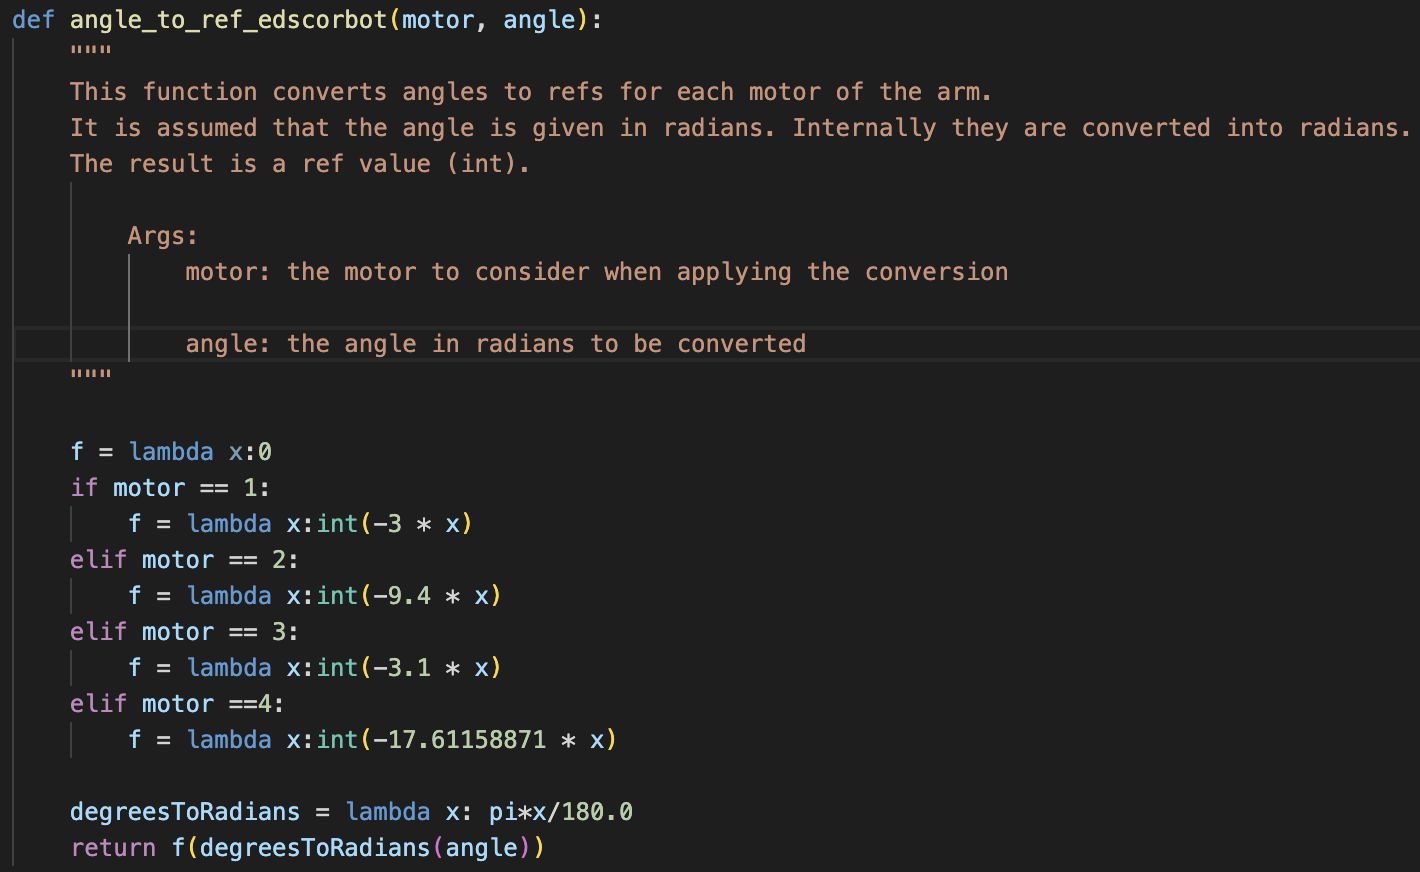 def angle_to_ref_edscorbot(motor, angle):
    """
    This function converts angles to refs for each motor of the arm.
    It is assumed that the angle is given in radians. Internally they are converted into radians.
    The result is a ref value (int).

        Args:
            motor: the motor to consider when applying the conversion

            angle: the angle in radians to be converted
    """

    f = lambda x:0
    if motor == 1:
        f = lambda x:int(-3 * x)
    elif motor == 2:
        f = lambda x:int(-9.4 * x)
    elif motor == 3:
        f = lambda x:int(-3.1 * x)
    elif motor ==4:
        f = lambda x:int(-17.61158871 * x)

    degreesToRadians = lambda x: pi*x/180.0
    return f(degreesToRadians(angle))